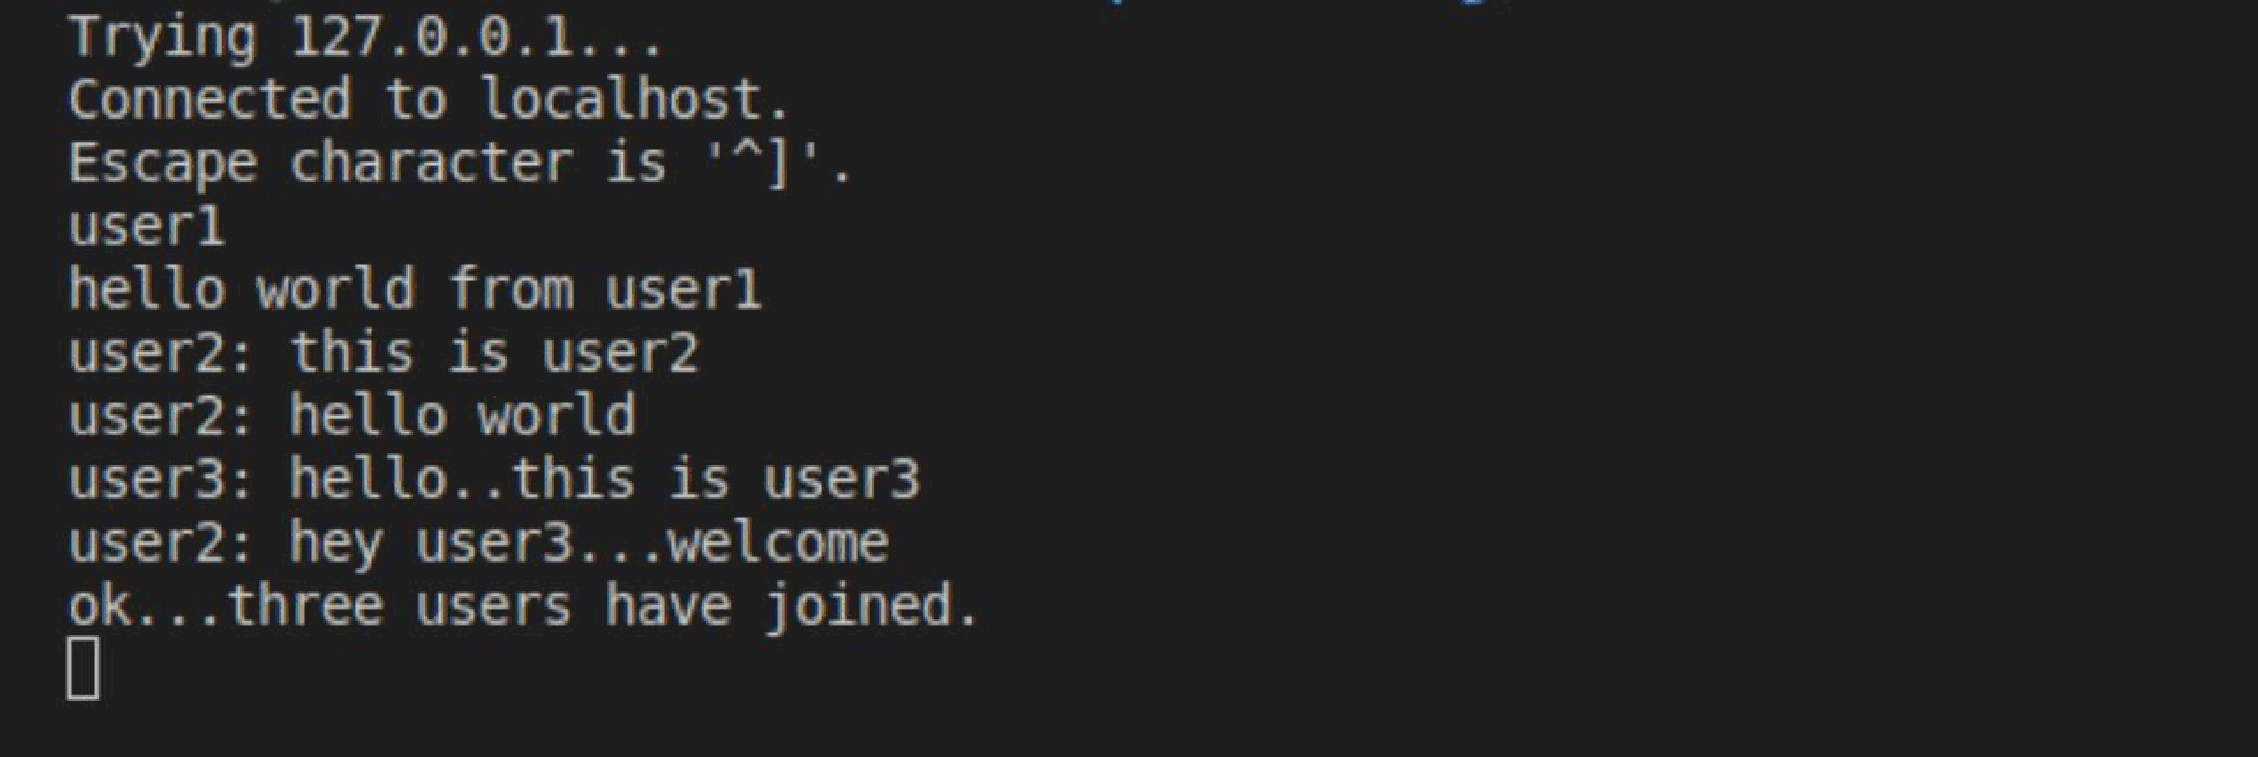 Trying 127.0.0.1...
Connected to localhost.
Escape character is '^]'.
user1
hello world from user1
user2: this is user2
user2: hello world
user3: hello..this is user3
user2: hey user3...welcome
ok...three users have joined.